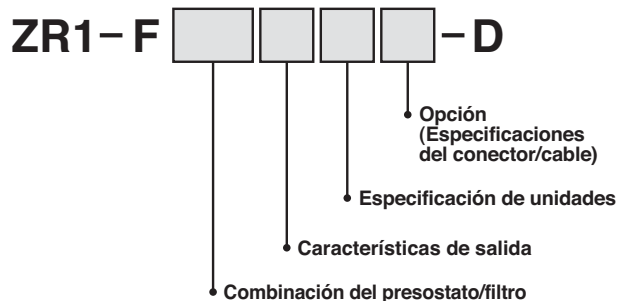 ZR1–F –D
Opción
(Especificaciones
del conector/cable)
Especificación de unidades
Características de salida
Combinación del presostato/filtro